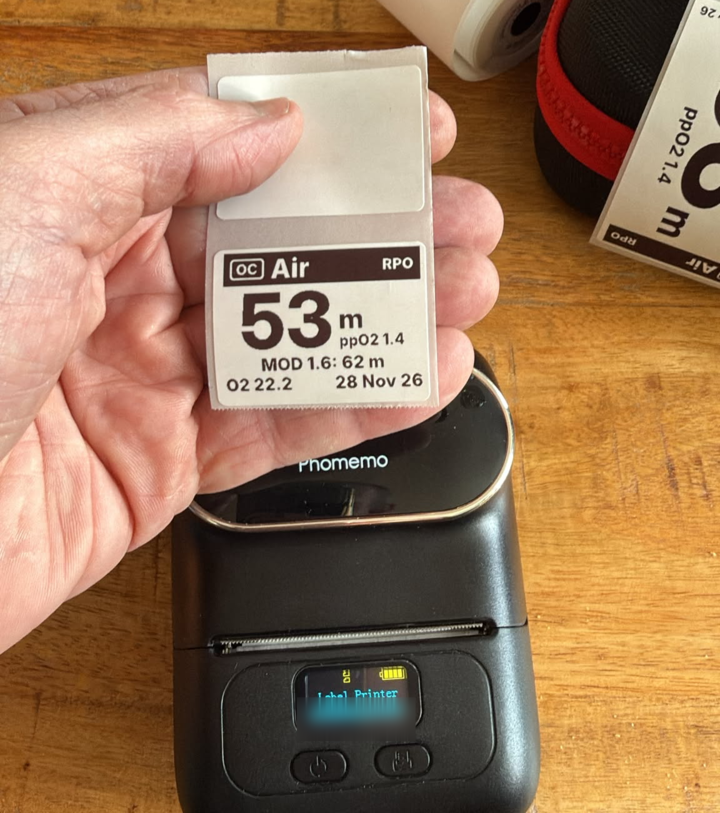 OC Air RPO
53 m
ppO2 1.4
MOD 1.6: 62 m
O2 22.2 28 Nov 26
Phomemo
Label Printer
26
m
ppO2 1.4
Air
RPO